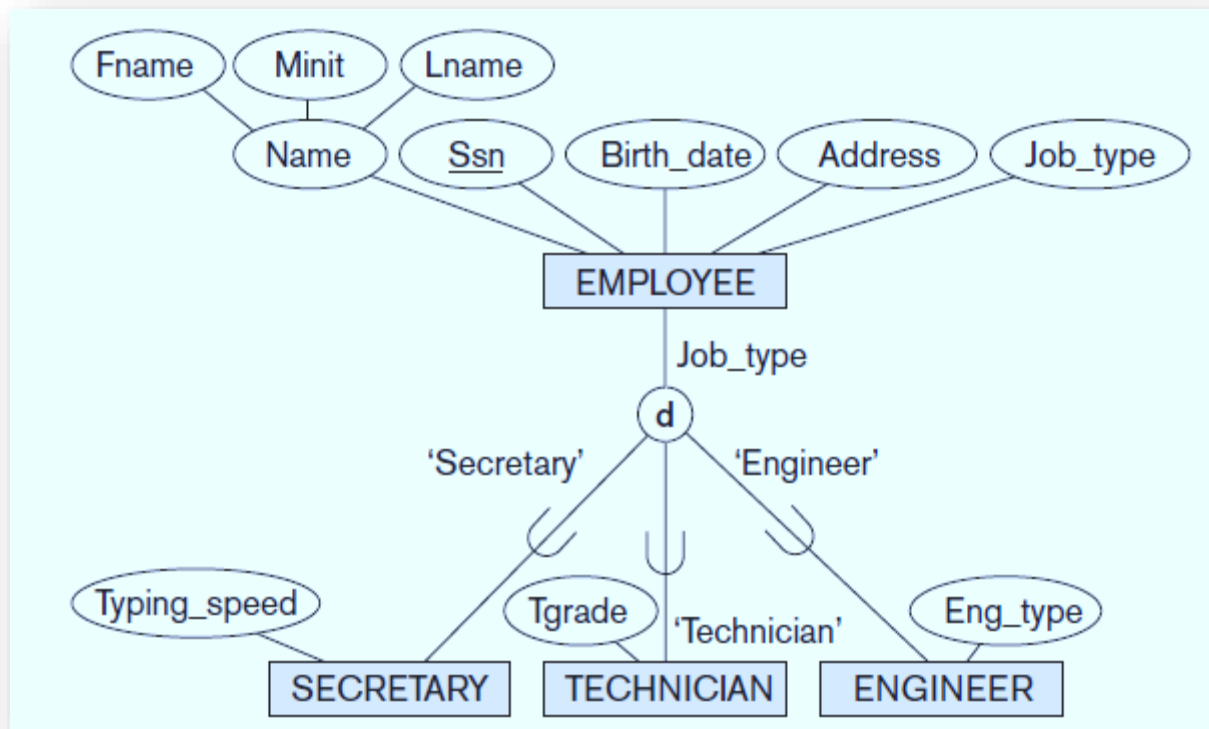 Fname Minit Lname
Name Ssn Birth_date Address Job_type
EMPLOYEE
Job_type
d
‘Secretary’ ‘Engineer’
Typing_speed Tgrade ‘Technician’ Eng_type
SECRETARY TECHNICIAN ENGINEER